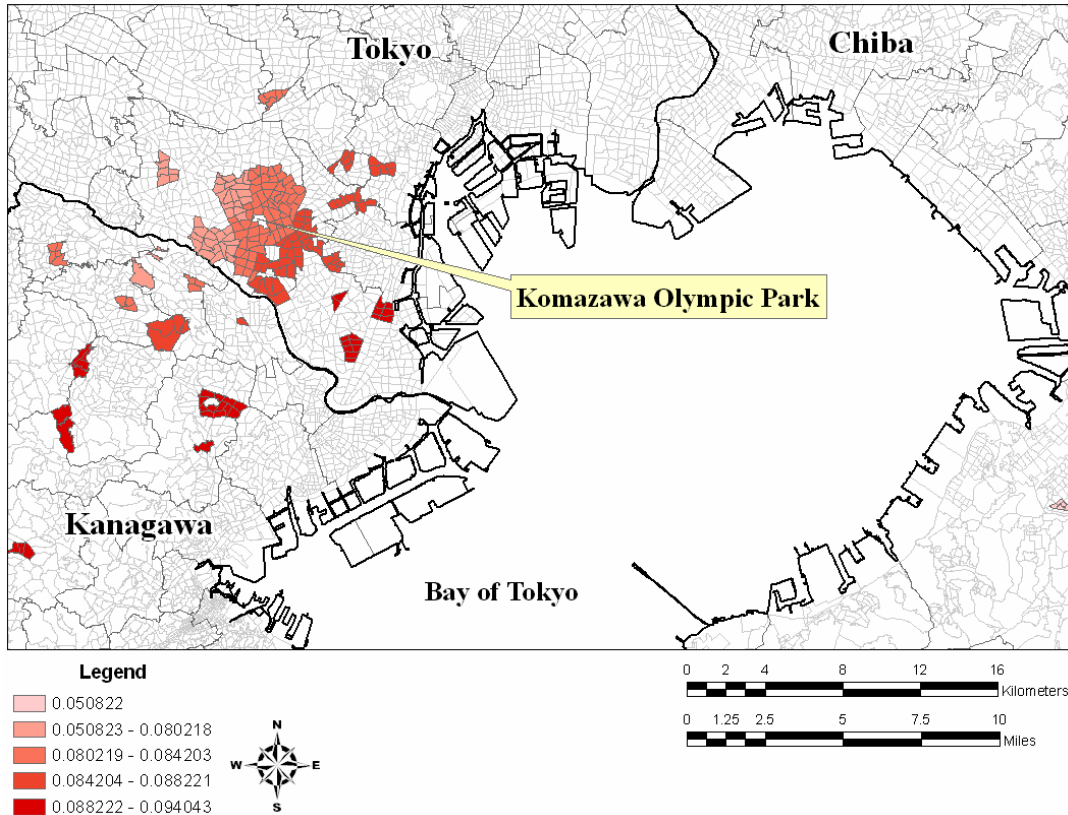 Tokyo
Chiba
Komazawa Olympic Park
Kanagawa
Bay of Tokyo
Legend
0.050822
0.050823 - 0.080218
0.080219 - 0.084203
0.084204 - 0.088221
0.088222 - 0.094043
N
W E
S
0 2 4 8 12 16
Kilometers
0 1.25 2.5 5 7.5 10
Miles